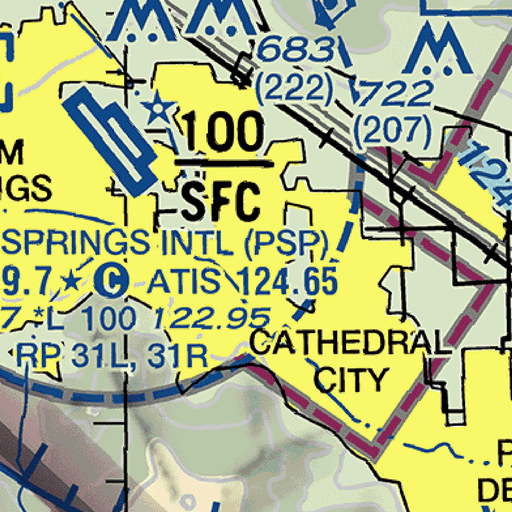 683
(222)
722
(207)
124
100
SFC
M
NGS
SPRINGS INTL (PSP)
9.7 ★ C ATIS 124.65
7 *L 100 122.95
RP 31L, 31R
CATHEDRAL
CITY
P
DE